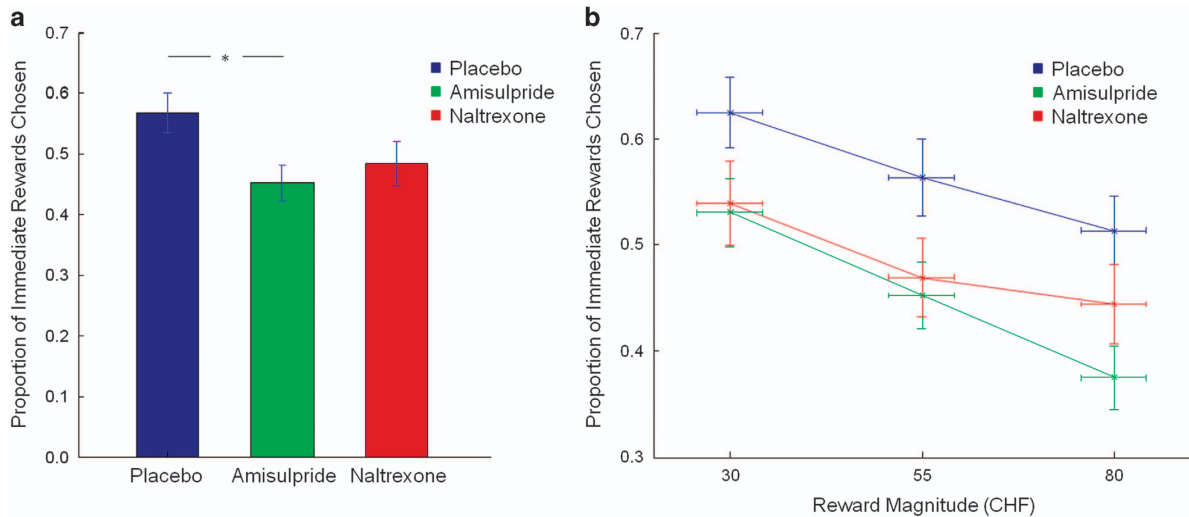 a
0.7
0.6
0.5
0.4
0.3
0.2
0.1
0.0
Proportion of Immediate Rewards Chosen
*
Placebo
Amisulpride
Naltrexone
Placebo Amisulpride Naltrexone
b
0.7
0.6
0.5
0.4
0.3
Proportion of Immediate Rewards Chosen
Placebo
Amisulpride
Naltrexone
30 55 80
Reward Magnitude (CHF)